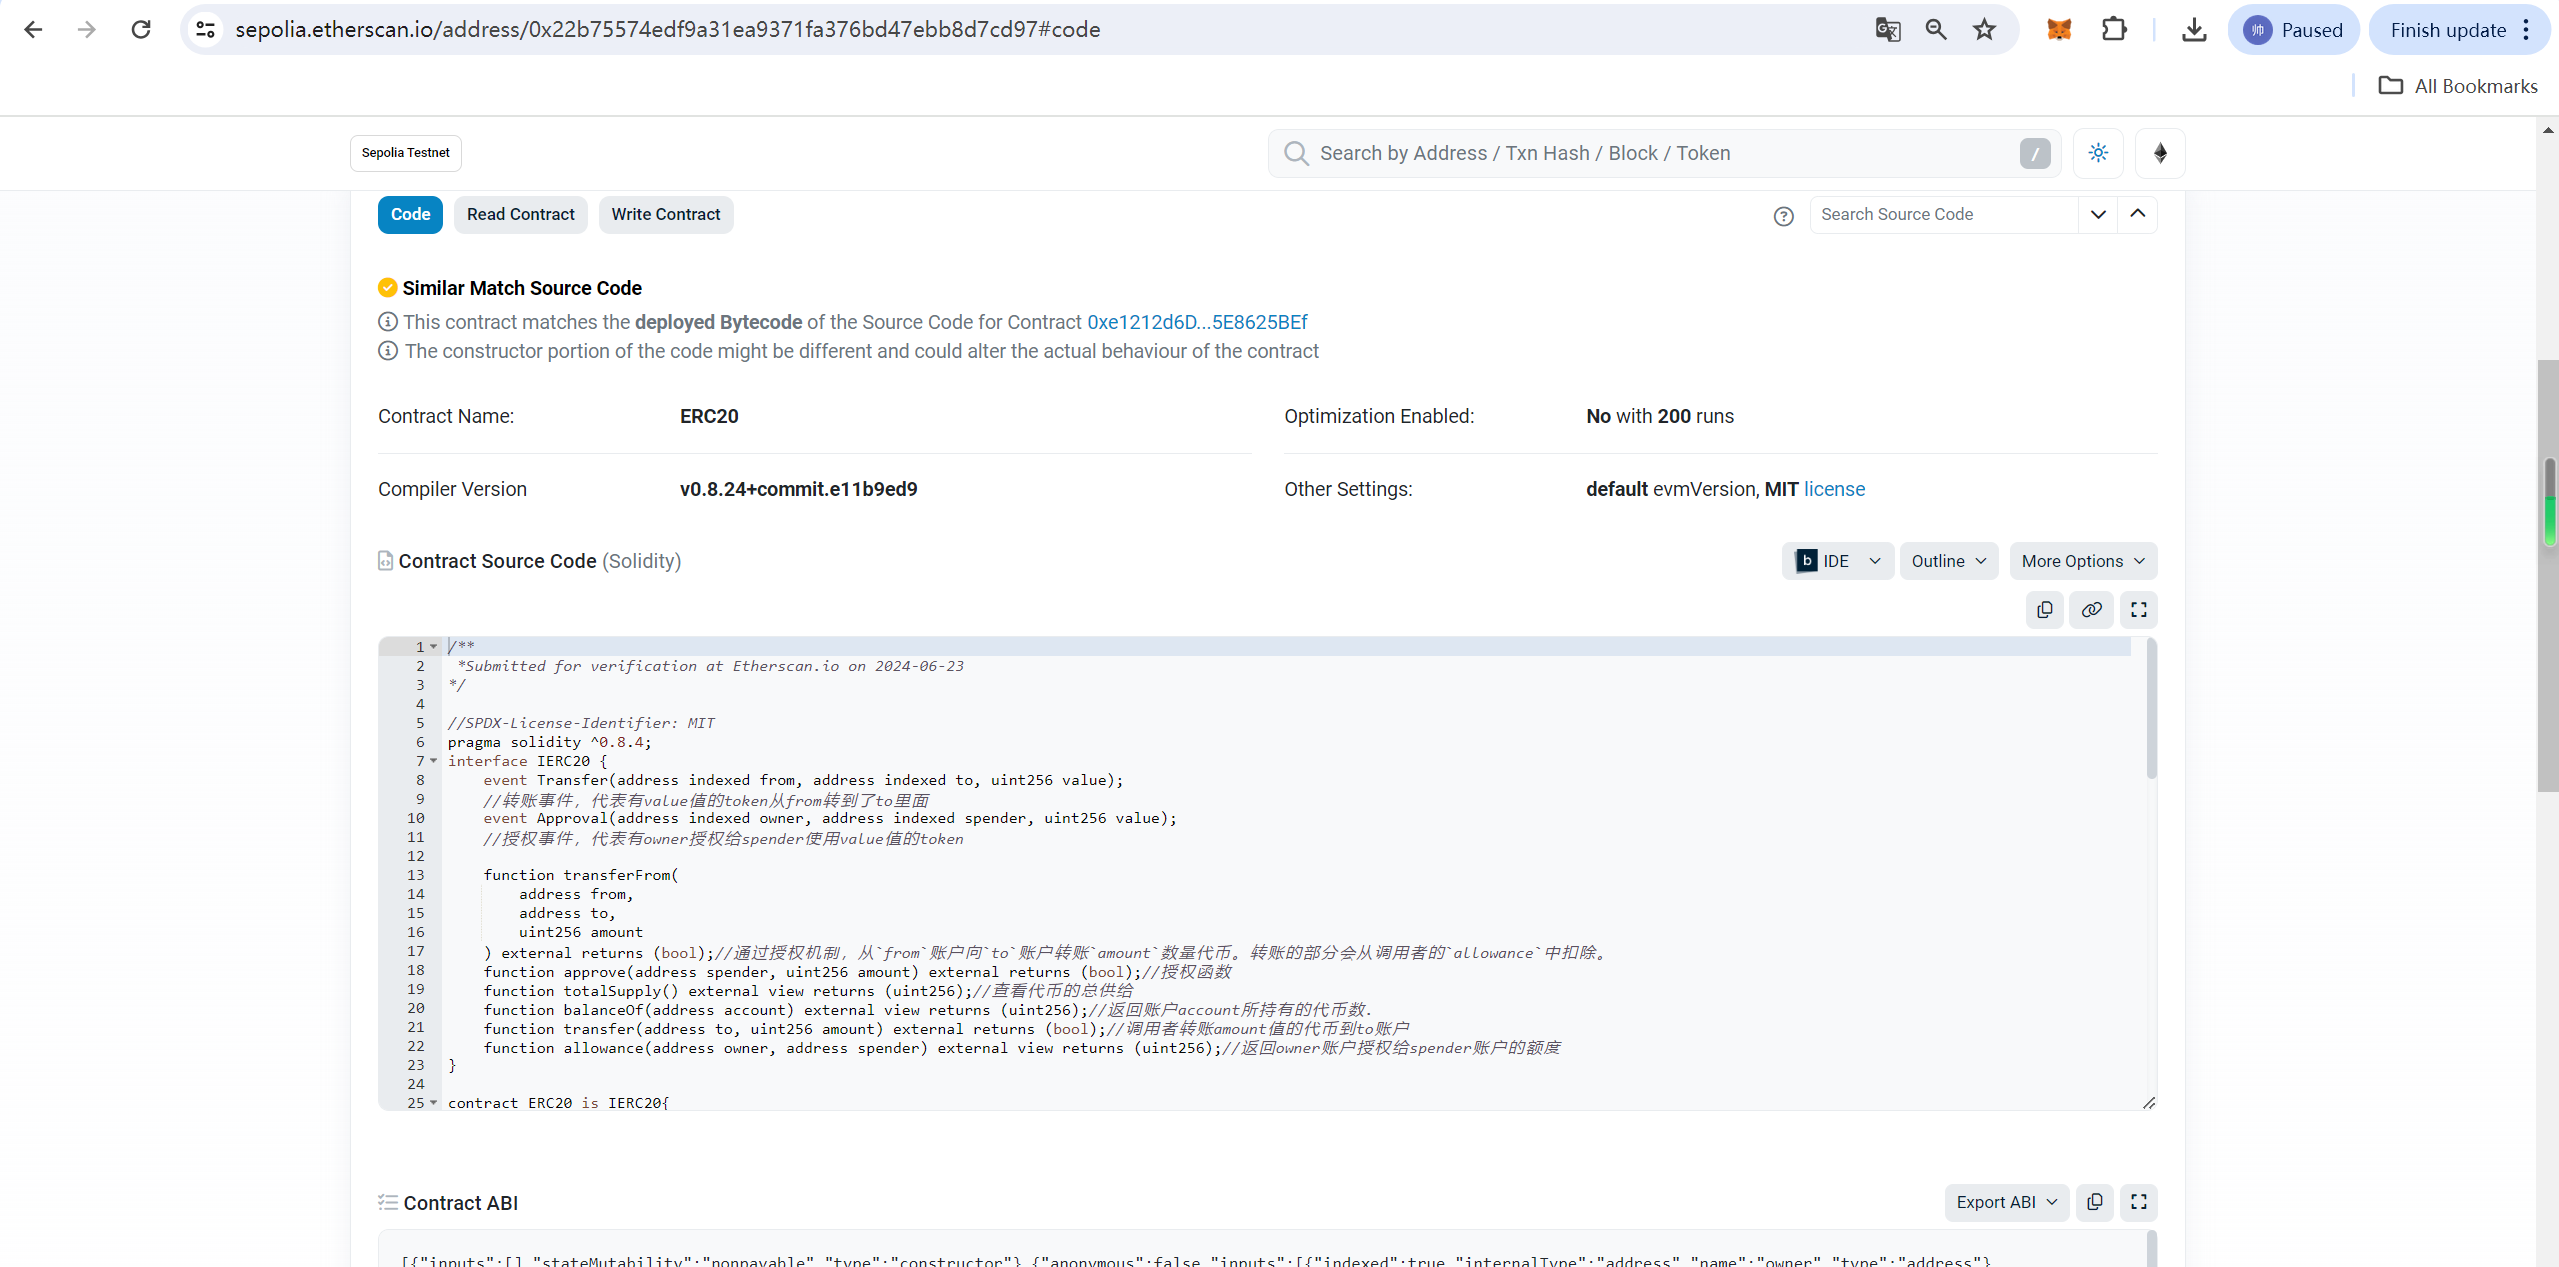 sepolia.etherscan.io/address/0x22b75574edf9a31ea9371fa376bd47ebb8d7cd97#code
帅 Paused
Finish update
All Bookmarks
Sepolia Testnet
Search by Address / Txn Hash / Block / Token
/
Code
Read Contract
Write Contract
Search Source Code
Similar Match Source Code
This contract matches the deployed Bytecode of the Source Code for Contract 0xe1212d6D...5E8625BEf
The constructor portion of the code might be different and could alter the actual behaviour of the contract
Contract Name: ERC20
Optimization Enabled: No with 200 runs
Compiler Version v0.8.24+commit.e11b9ed9
Other Settings: default evmVersion, MIT license
Contract Source Code (Solidity)
b IDE
Outline
More Options
1 /**
2 *Submitted for verification at Etherscan.io on 2024-06-23
3 */
4
5 //SPDX-License-Identifier: MIT
6 pragma solidity ^0.8.4;
7 interface IERC20 {
8 event Transfer(address indexed from, address indexed to, uint256 value);
9 //转账事件，代表有value值的token从from转到了to里面
10 event Approval(address indexed owner, address indexed spender, uint256 value);
11 //授权事件，代表有owner授权给spender使用value值的token
12
13 function transferFrom(
14 address from,
15 address to,
16 uint256 amount
17 ) external returns (bool);//通过授权机制，从`from`账户向`to`账户转账`amount`数量代币。转账的部分会从调用者的`allowance`中扣除。
18 function approve(address spender, uint256 amount) external returns (bool);//授权函数
19 function totalSupply() external view returns (uint256);//查看代币的总供给
20 function balanceOf(address account) external view returns (uint256);//返回账户account所持有的代币数.
21 function transfer(address to, uint256 amount) external returns (bool);//调用者转账amount值的代币到to账户
22 function allowance(address owner, address spender) external view returns (uint256);//返回owner账户授权给spender账户的额度
23 }
24
25 contract ERC20 is IERC20{
Contract ABI
Export ABI
[{"inputs":[],"stateMutability":"nonpayable","type":"constructor"},{"anonymous":false,"inputs":[{"indexed":true,"internalType":"address","name":"owner","type":"address"},